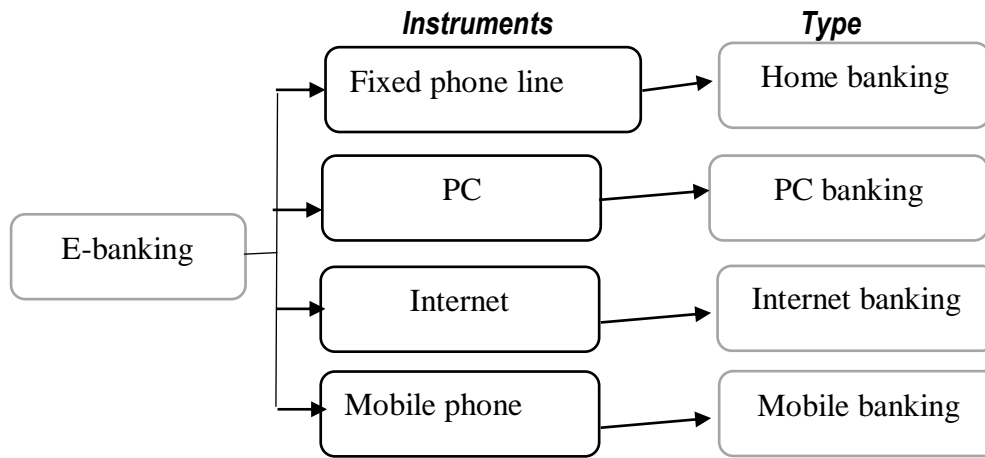 Instruments
Type
Fixed phone line
Home banking
PC
PC banking
E-banking
Internet
Internet banking
Mobile phone
Mobile banking